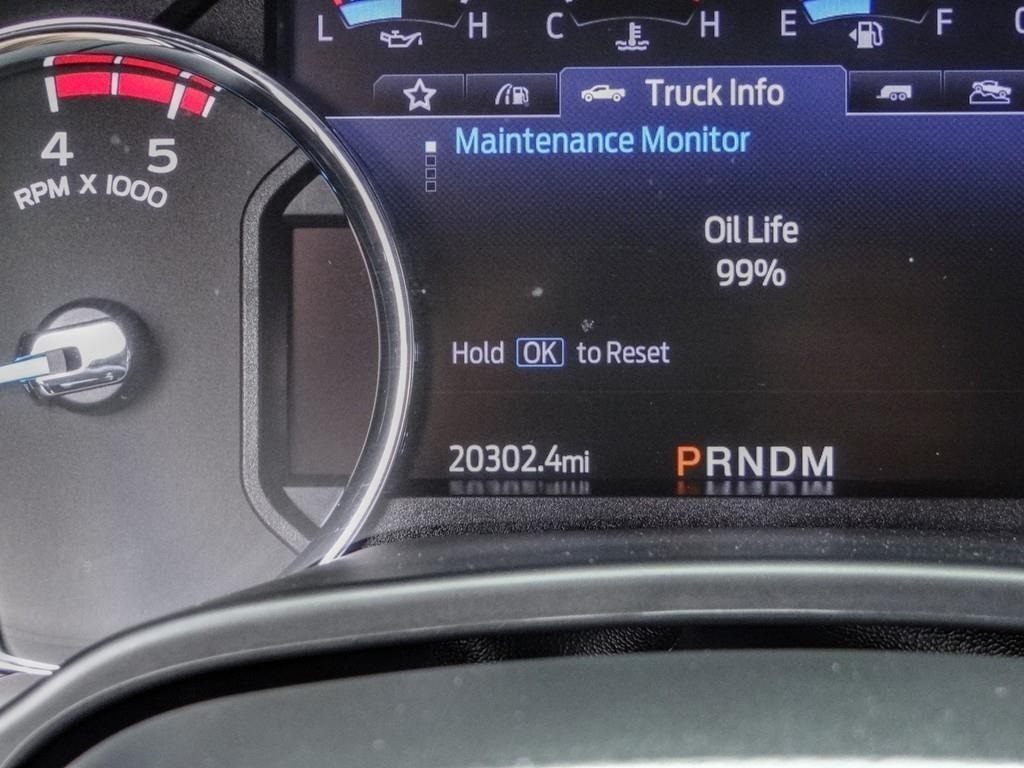 L H C H E F
Truck Info
Maintenance Monitor
4 5
RPM X 1000
Oil Life
99%
Hold OK to Reset
20302.4mi PRNDM